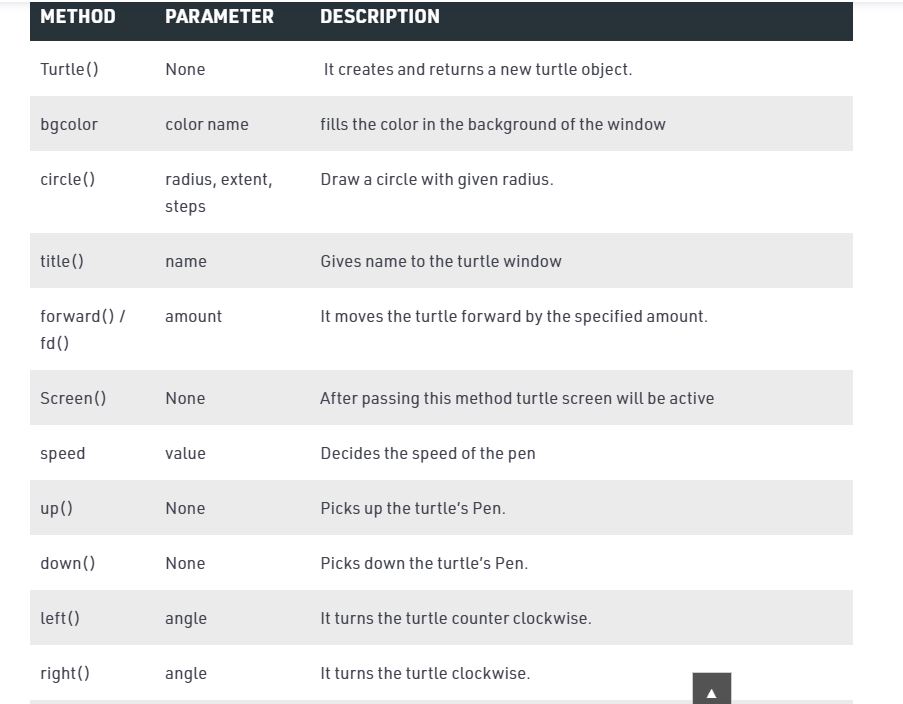 METHOD PARAMETER DESCRIPTION
Turtle() None It creates and returns a new turtle object.
bgcolor color name fills the color in the background of the window
circle() radius, extent, Draw a circle with given radius.
steps
title() name Gives name to the turtle window
forward() / amount It moves the turtle forward by the specified amount.
fd()
Screen() None After passing this method turtle screen will be active
speed value Decides the speed of the pen
up() None Picks up the turtle’s Pen.
down() None Picks down the turtle’s Pen.
left() angle It turns the turtle counter clockwise.
right() angle It turns the turtle clockwise.